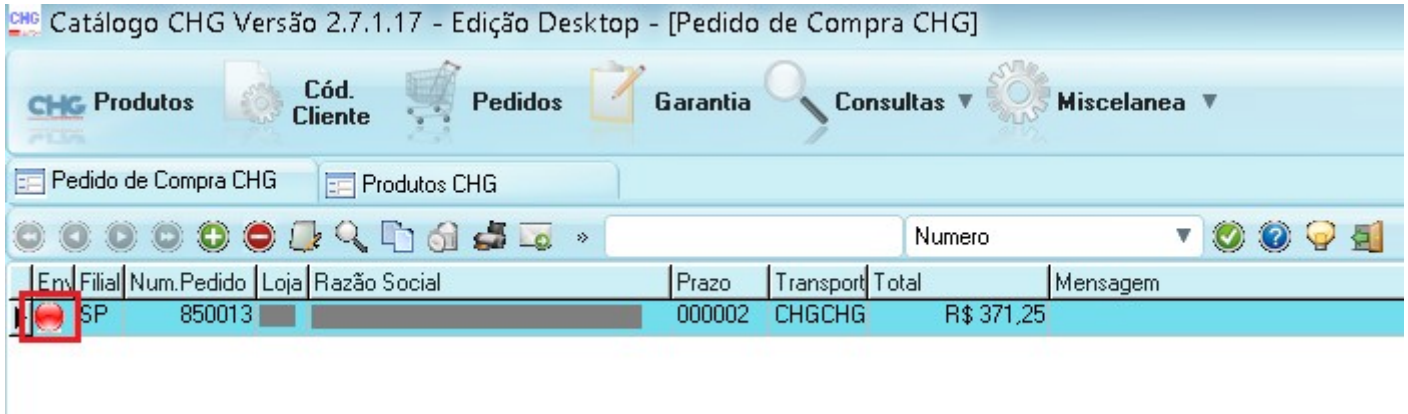 CHG Catálogo CHG Versão 2.7.1.17 - Edição Desktop - [Pedido de Compra CHG]
CHG Produtos Cód. Cliente Pedidos Garantia Consultas Miscelanea
Pedido de Compra CHG Produtos CHG
» Numero
Env Filial Num.Pedido Loja Razão Social Prazo Transport Total Mensagem
SP 850013 000002 CHGCHG R$ 371,25